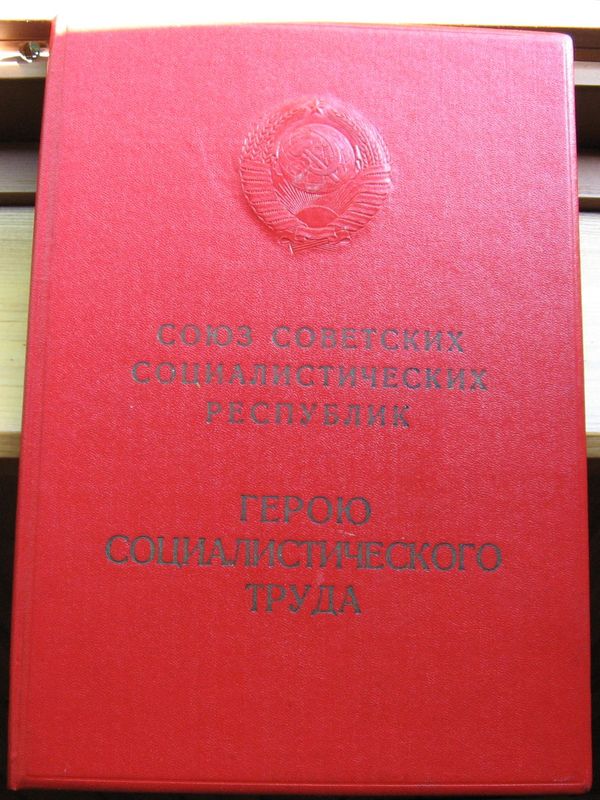 СОЮЗ СОВЕТСКИХ
СОЦИАЛИСТИЧЕСКИХ
РЕСПУБЛИК
ГЕРОЮ
СОЦИАЛИСТИЧЕСКОГО
ТРУДА